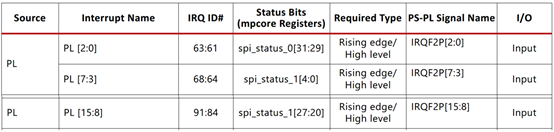 Source Interrupt Name IRQ ID# Status Bits (mpcore Registers) Required Type PS-PL Signal Name I/O
PL PL [2:0] 63:61 spi_status_0[31:29] Rising edge/ High level IRQF2P[2:0] Input
PL [7:3] 68:64 spi_status_1[4:0] Rising edge/ High level IRQF2P[7:3] Input
PL PL [15:8] 91:84 spi_status_1[27:20] Rising edge/ High level IRQF2P[15:8] Input